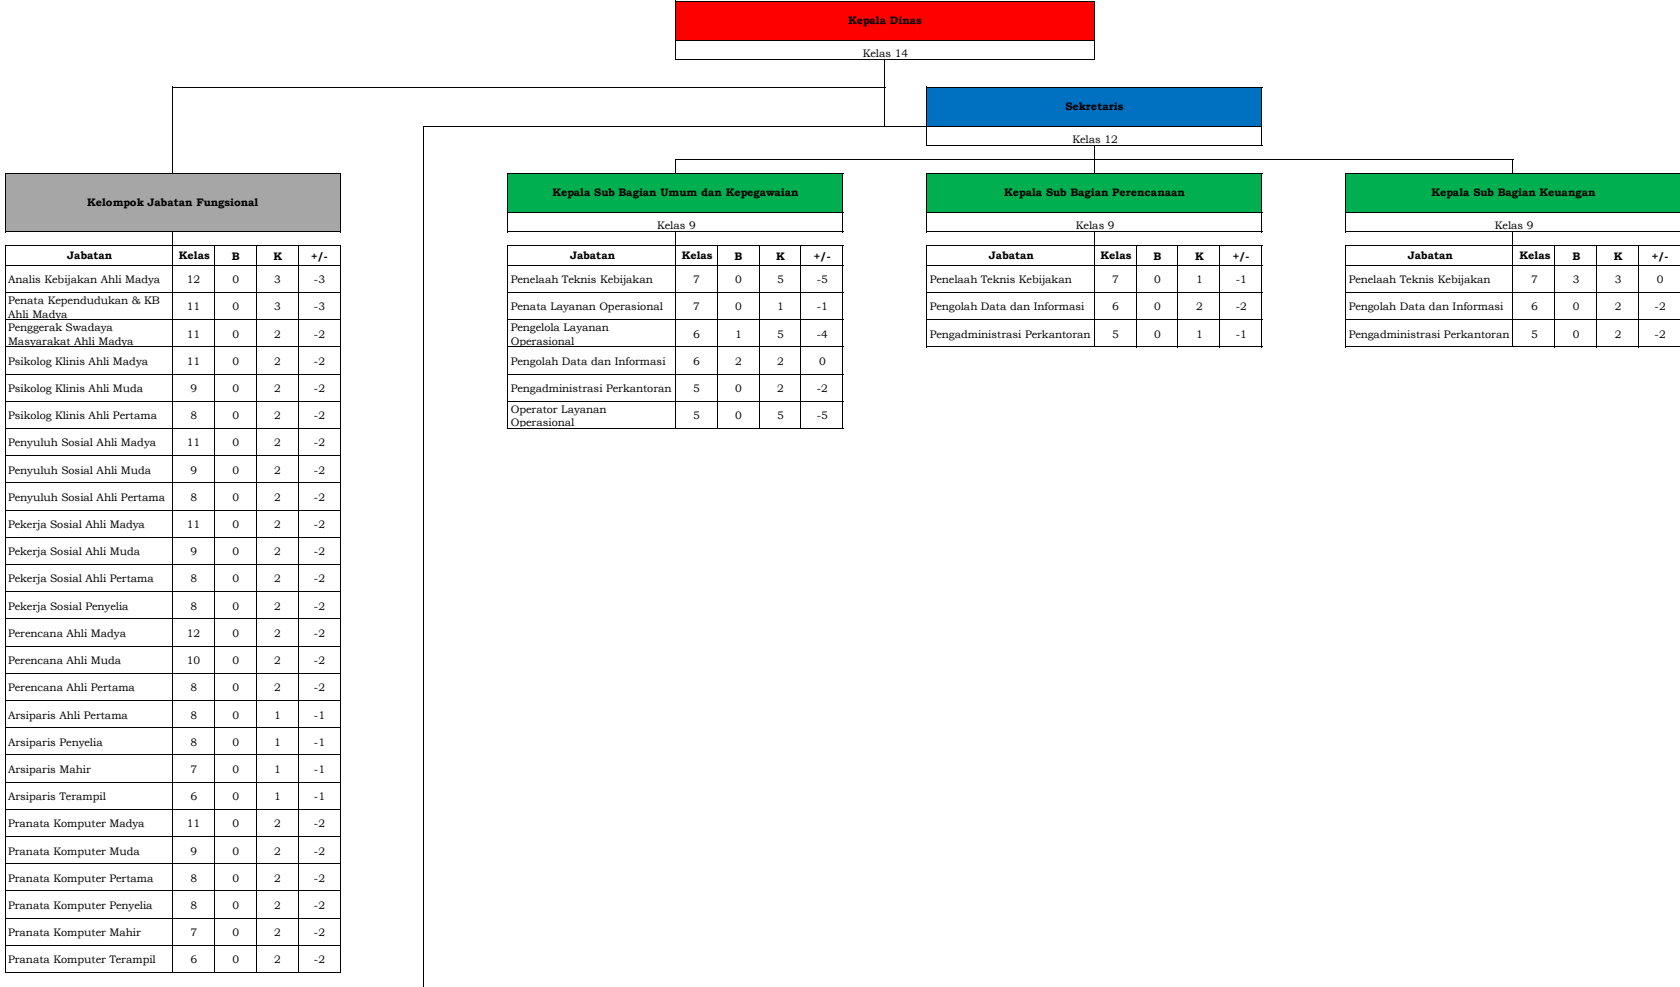 Kepala Dinas
Kelas 14
Sekretaris
Kelas 12
Kelompok Jabatan Fungsional
Jabatan Kelas B K +/-
Analis Kebijakan Ahli Madya 12 0 3 -3
Penata Kependudukan & KB
Ahli Madya 11 0 3 -3
Penggerak Swadaya
Masyarakat Ahli Madya 11 0 2 -2
Psikolog Klinis Ahli Madya 11 0 2 -2
Psikolog Klinis Ahli Muda 9 0 2 -2
Psikolog Klinis Ahli Pertama 8 0 2 -2
Penyuluh Sosial Ahli Madya 11 0 2 -2
Penyuluh Sosial Ahli Muda 9 0 2 -2
Penyuluh Sosial Ahli Pertama 8 0 2 -2
Pekerja Sosial Ahli Madya 11 0 2 -2
Pekerja Sosial Ahli Muda 9 0 2 -2
Pekerja Sosial Ahli Pertama 8 0 2 -2
Pekerja Sosial Penyelia 8 0 2 -2
Perencana Ahli Madya 12 0 2 -2
Perencana Ahli Muda 10 0 2 -2
Perencana Ahli Pertama 8 0 2 -2
Arsiparis Ahli Pertama 8 0 1 -1
Arsiparis Penyelia 8 0 1 -1
Arsiparis Mahir 7 0 1 -1
Arsiparis Terampil 6 0 1 -1
Pranata Komputer Madya 11 0 2 -2
Pranata Komputer Muda 9 0 2 -2
Pranata Komputer Pertama 8 0 2 -2
Pranata Komputer Penyelia 8 0 2 -2
Pranata Komputer Mahir 7 0 2 -2
Pranata Komputer Terampil 6 0 2 -2
Kepala Sub Bagian Umum dan Kepegawaian
Kelas 9
Jabatan Kelas B K +/-
Penelaah Teknis Kebijakan 7 0 5 -5
Penata Layanan Operasional 7 0 1 -1
Pengelola Layanan
Operasional 6 1 5 -4
Pengolah Data dan Informasi 6 2 2 0
Pengadministrasi Perkantoran 5 0 2 -2
Operator Layanan
Operasional 5 0 5 -5
Kepala Sub Bagian Perencanaan
Kelas 9
Jabatan Kelas B K +/-
Penelaah Teknis Kebijakan 7 0 1 -1
Pengolah Data dan Informasi 6 0 2 -2
Pengadministrasi Perkantoran 5 0 1 -1
Kepala Sub Bagian Keuangan
Kelas 9
Jabatan Kelas B K +/-
Penelaah Teknis Kebijakan 7 3 3 0
Pengolah Data dan Informasi 6 0 2 -2
Pengadministrasi Perkantoran 5 0 2 -2